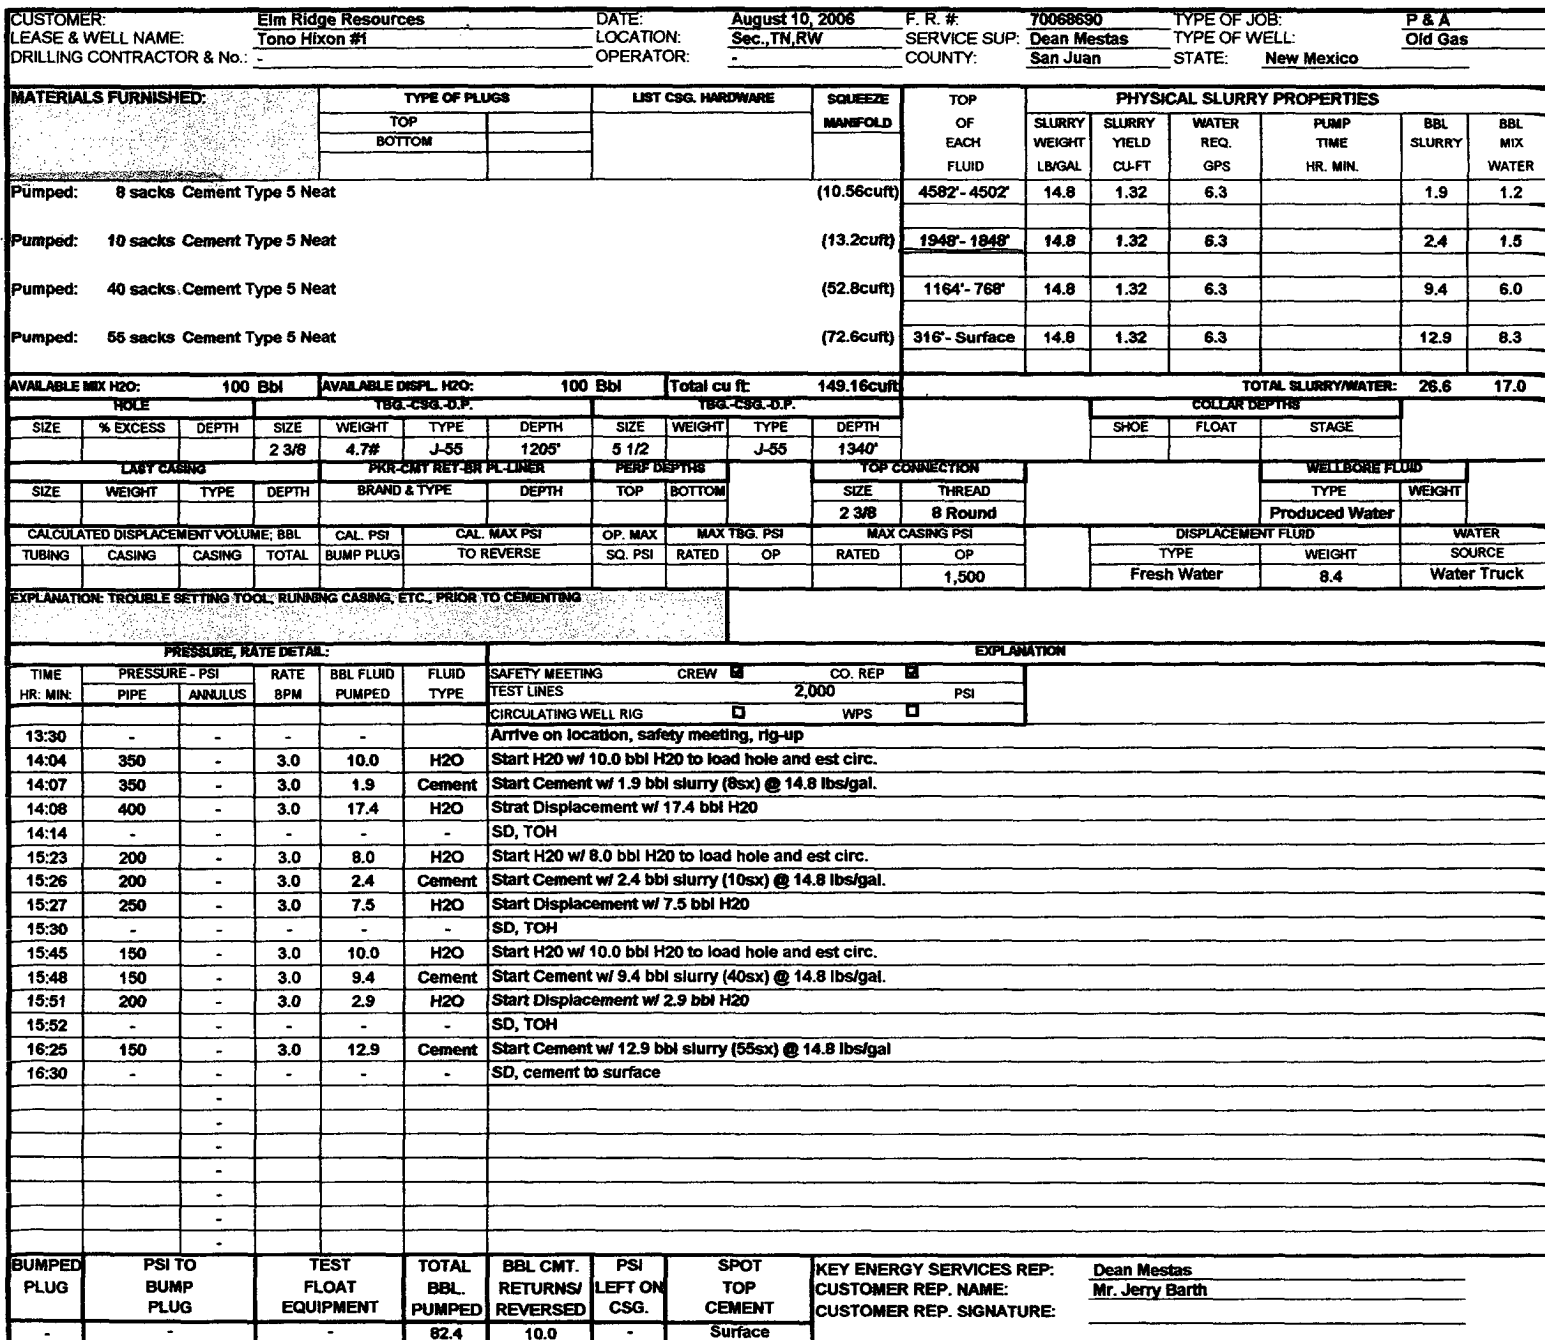 CUSTOMER: Elm Ridge Resources DATE: August 10, 2006 F. R. #: 70068690 TYPE OF JOB: P & A
LEASE & WELL NAME: Tono Hixon #1 LOCATION: Sec.,TN,RW SERVICE SUP: Dean Mestas TYPE OF WELL: Old Gas
DRILLING CONTRACTOR & No.: - OPERATOR: - COUNTY: San Juan STATE: New Mexico
MATERIALS FURNISHED: TYPE OF PLUGS LIST CSG. HARDWARE SQUEEZE TOP PHYSICAL SLURRY PROPERTIES
TOP MANIFOLD OF SLURRY SLURRY WATER PUMP BBL BBL
BOTTOM EACH WEIGHT YIELD REQ. TIME SLURRY MIX
FLUID LB/GAL CU-FT GPS HR. MIN. WATER
Pumped: 8 sacks Cement Type 5 Neat (10.56cuft) 4582'- 4502' 14.8 1.32 6.3 1.9 1.2
Pumped: 10 sacks Cement Type 5 Neat (13.2cuft) 1948'- 1848' 14.8 1.32 6.3 2.4 1.5
Pumped: 40 sacks Cement Type 5 Neat (52.8cuft) 1164'- 768' 14.8 1.32 6.3 9.4 6.0
Pumped: 55 sacks Cement Type 5 Neat (72.6cuft) 316'- Surface 14.8 1.32 6.3 12.9 8.3
AVAILABLE MIX H2O: 100 Bbl AVAILABLE DISPL. H2O: 100 Bbl Total cu ft: 149.16cuft TOTAL SLURRY/WATER: 26.6 17.0
HOLE TBG.-CSG.-D.P. TBG.-CSG.-D.P. COLLAR DEPTHS
SIZE % EXCESS DEPTH SIZE WEIGHT TYPE DEPTH SIZE WEIGHT TYPE DEPTH SHOE FLOAT STAGE
2 3/8 4.7# J-55 1205' 5 1/2 J-55 1340'
LAST CASING PKR-CMT RET-BR PL-LINER PERF DEPTHS TOP CONNECTION WELLBORE FLUID
SIZE WEIGHT TYPE DEPTH BRAND & TYPE DEPTH TOP BOTTOM SIZE THREAD TYPE WEIGHT
2 3/8 8 Round Produced Water
CALCULATED DISPLACEMENT VOLUME; BBL CAL. PSI CAL. MAX PSI OP. MAX MAX TBG. PSI MAX CASING PSI DISPLACEMENT FLUID WATER
TUBING CASING CASING TOTAL BUMP PLUG TO REVERSE SQ. PSI RATED OP RATED OP TYPE WEIGHT SOURCE
1,500 Fresh Water 8.4 Water Truck
EXPLANATION: TROUBLE SETTING TOOL, RUNNING CASING, ETC., PRIOR TO CEMENTING
PRESSURE, RATE DETAIL: EXPLANATION
TIME PRESSURE - PSI RATE BBL FLUID FLUID SAFETY MEETING CREW CO. REP
HR: MIN: PIPE ANNULUS BPM PUMPED TYPE TEST LINES 2,000 PSI
CIRCULATING WELL RIG WPS
13:30 - - - - Arrive on location, safety meeting, rig-up
14:04 350 - 3.0 10.0 H2O Start H20 w/ 10.0 bbl H20 to load hole and est circ.
14:07 350 - 3.0 1.9 Cement Start Cement w/ 1.9 bbl slurry (8sx) @ 14.8 lbs/gal.
14:08 400 - 3.0 17.4 H2O Strat Displacement w/ 17.4 bbl H20
14:14 - - - - - SD, TOH
15:23 200 - 3.0 8.0 H2O Start H20 w/ 8.0 bbl H20 to load hole and est circ.
15:26 200 - 3.0 2.4 Cement Start Cement w/ 2.4 bbl slurry (10sx) @ 14.8 lbs/gal.
15:27 250 - 3.0 7.5 H2O Start Displacement w/ 7.5 bbl H20
15:30 - - - - - SD, TOH
15:45 150 - 3.0 10.0 H2O Start H20 w/ 10.0 bbl H20 to load hole and est circ.
15:48 150 - 3.0 9.4 Cement Start Cement w/ 9.4 bbl slurry (40sx) @ 14.8 lbs/gal.
15:51 200 - 3.0 2.9 H2O Start Displacement w/ 2.9 bbl H20
15:52 - - - - - SD, TOH
16:25 150 - 3.0 12.9 Cement Start Cement w/ 12.9 bbl slurry (55sx) @ 14.8 lbs/gal
16:30 - - - - - SD, cement to surface
-
-
-
-
-
-
-
BUMPED PSI TO TEST TOTAL BBL CMT. PSI SPOT KEY ENERGY SERVICES REP: Dean Mestas
PLUG BUMP FLOAT BBL. RETURNS/ LEFT ON TOP CUSTOMER REP. NAME: Mr. Jerry Barth
PLUG EQUIPMENT PUMPED REVERSED CSG. CEMENT CUSTOMER REP. SIGNATURE:
- - - 82.4 10.0 - Surface